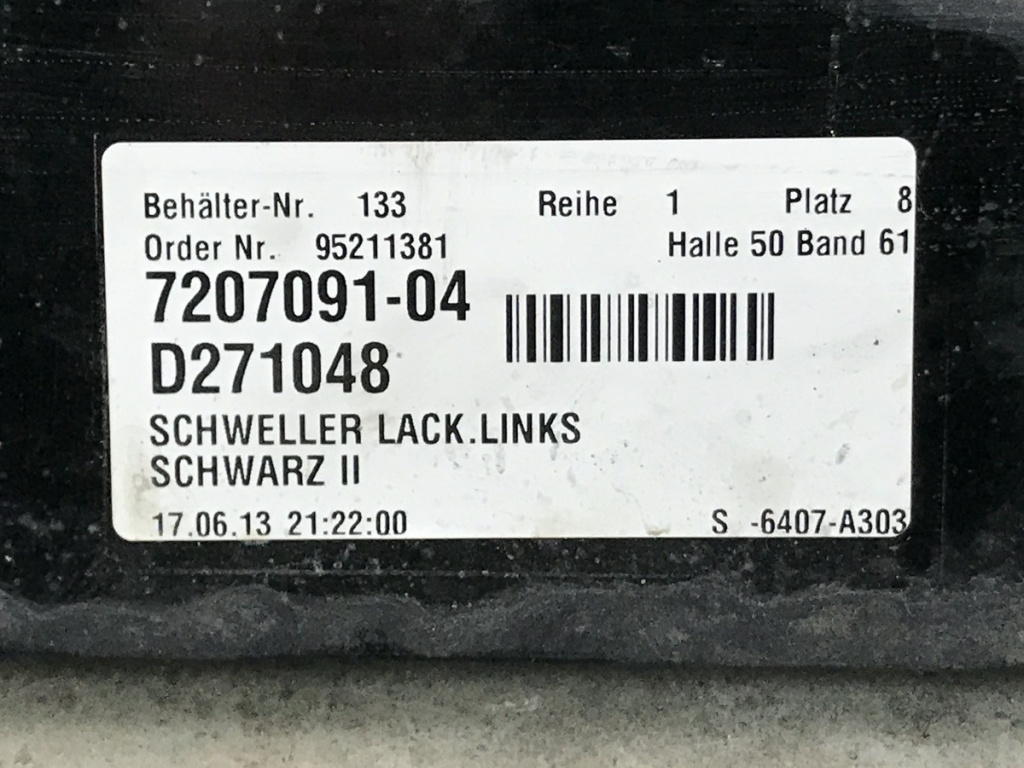 Behälter-Nr. 133 Reihe 1 Platz 8
Order Nr. 95211381 Halle 50 Band 61
7207091-04
D271048
SCHWELLER LACK.LINKS
SCHWARZ II
17.06.13 21:22:00 S -6407-A303